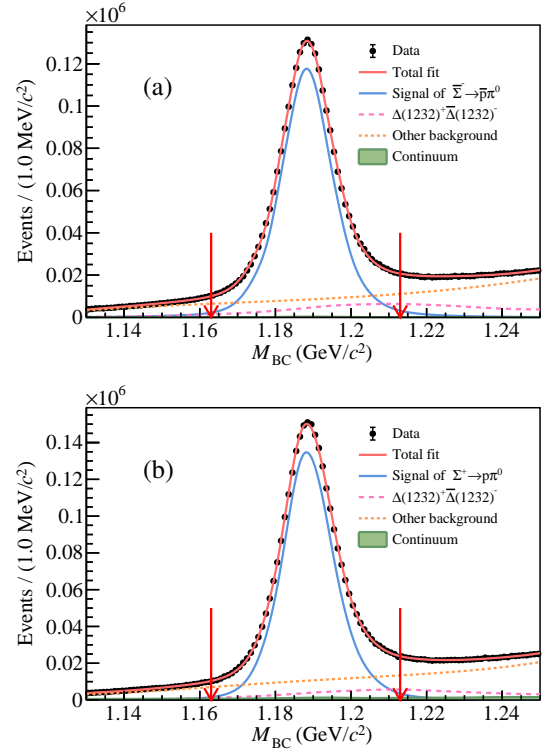 ×10⁶
Events / (1.0 MeV/c²)
0.12
0.1
0.08
0.06
0.04
0.02
0
(a)
Data
Total fit
Signal of Σ̅⁻→p̅π⁰
Δ(1232)⁺Δ̅(1232)⁻
Other background
Continuum
1.14 1.16 1.18 1.2 1.22 1.24
M_BC (GeV/c²)
×10⁶
Events / (1.0 MeV/c²)
0.14
0.12
0.1
0.08
0.06
0.04
0.02
0
(b)
Data
Total fit
Signal of Σ⁺→pπ⁰
Δ(1232)⁺Δ̅(1232)⁻
Other background
Continuum
1.14 1.16 1.18 1.2 1.22 1.24
M_BC (GeV/c²)